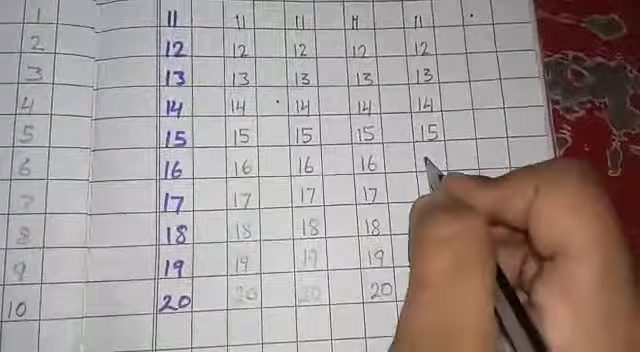 1 11 11 11 11 11
2 12 12 12 12 12
3 13 13 13 13 13
4 14 14 14 14 14
5 15 15 15 15 15
6 16 16 16 16
7 17 17 17 17
8 18 18 18 18
9 19 19 19 19
10 20 20 20 20